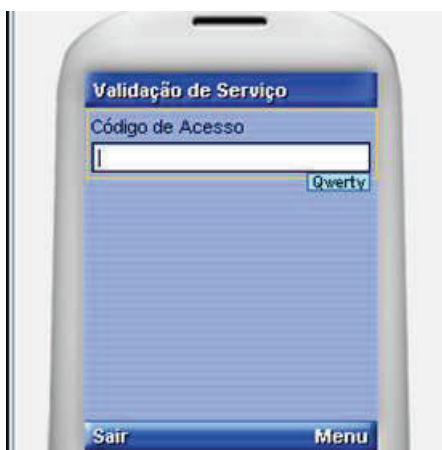 Validação de Serviço
Código de Acesso
Qwerty
Sair Menu